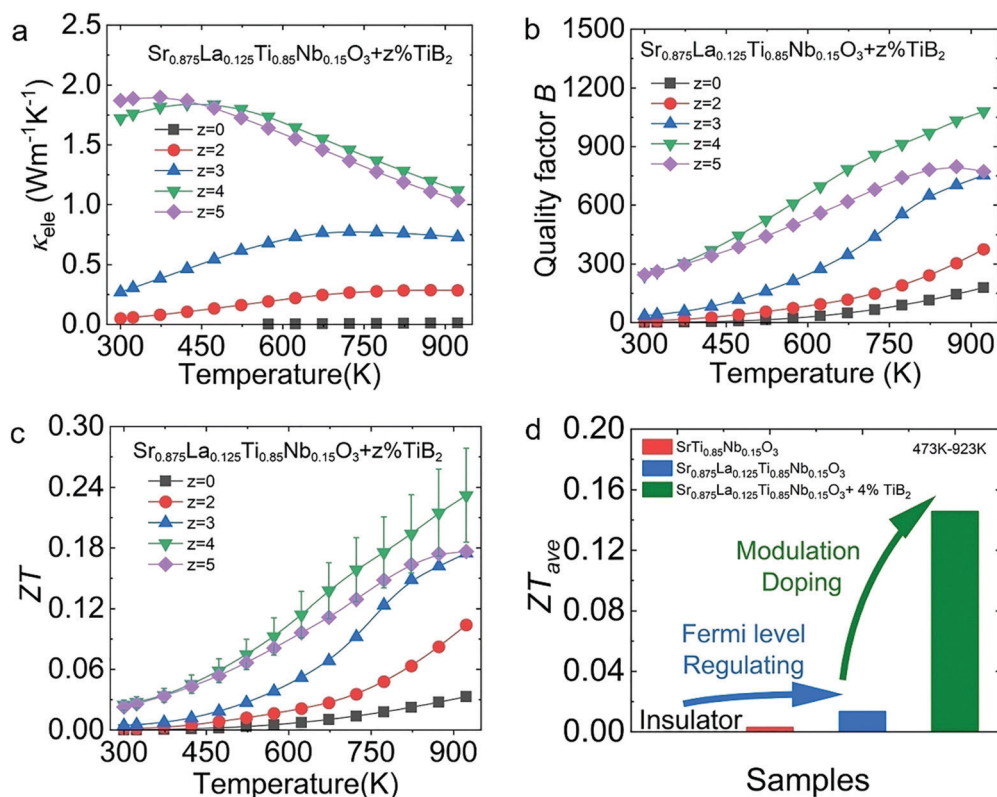 a
Sr0.875La0.125Ti0.85Nb0.15O3+z%TiB2
κele (Wm-1K-1)
2.5
2.0
1.5
1.0
0.5
0.0
z=0
z=2
z=3
z=4
z=5
300 450 600 750 900
Temperature(K)
b
Sr0.875La0.125Ti0.85Nb0.15O3+z%TiB2
Quality factor B
1500
1200
900
600
300
0
z=0
z=2
z=3
z=4
z=5
300 450 600 750 900
Temperature (K)
c
Sr0.875La0.125Ti0.85Nb0.15O3+z%TiB2
ZT
0.30
0.24
0.18
0.12
0.06
0.00
z=0
z=2
z=3
z=4
z=5
300 450 600 750 900
Temperature(K)
d
ZTave
0.20
0.16
0.12
0.08
0.04
0.00
SrTi0.85Nb0.15O3
Sr0.875La0.125Ti0.85Nb0.15O3
Sr0.875La0.125Ti0.85Nb0.15O3+ 4% TiB2
473K-923K
Modulation
Doping
Fermi level
Regulating
Insulator
Samples